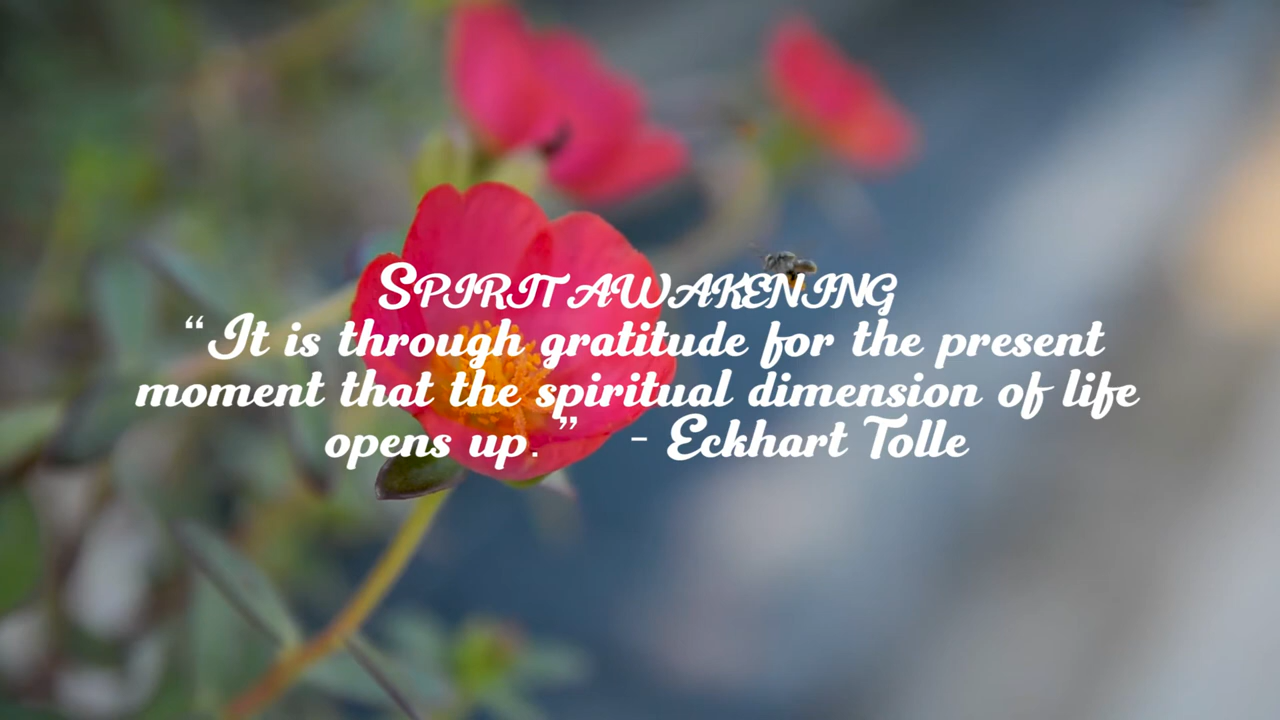 SPIRIT AWAKENING
“It is through gratitude for the present
moment that the spiritual dimension of life
opens up.” - Eckhart Tolle